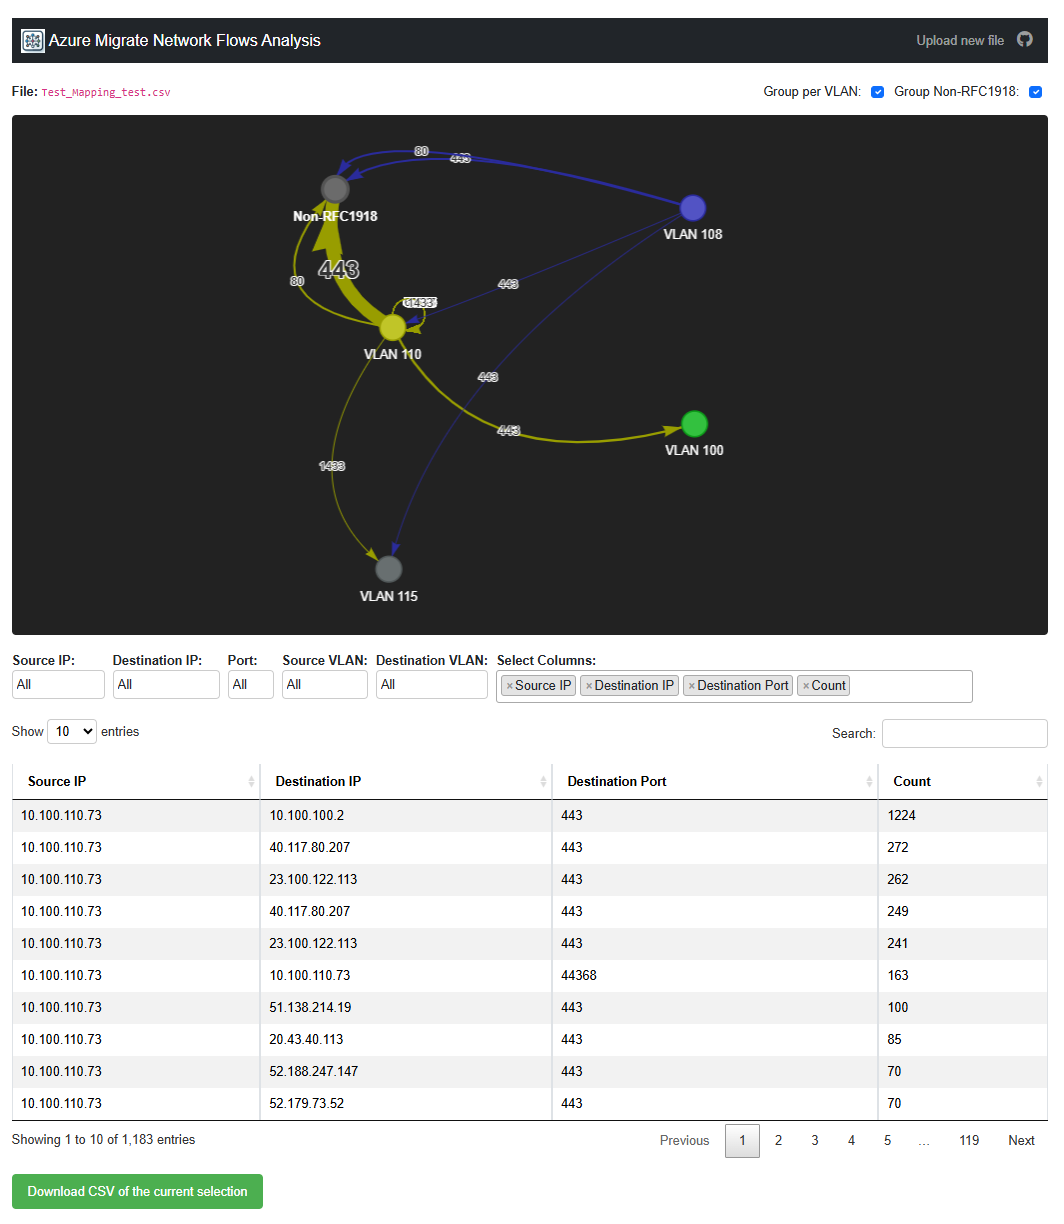 Azure Migrate Network Flows Analysis Upload new file
File: Test_Mapping_test.csv Group per VLAN: Group Non-RFC1918:
80
443
Non-RFC1918
VLAN 108
443
80
443
VLAN 110
443
443
VLAN 100
1433
VLAN 115
Source IP: Destination IP: Port: Source VLAN: Destination VLAN: Select Columns:
All All All All All ×Source IP ×Destination IP ×Destination Port ×Count
Show 10 entries Search:
Source IP Destination IP Destination Port Count
10.100.110.73 10.100.100.2 443 1224
10.100.110.73 40.117.80.207 443 272
10.100.110.73 23.100.122.113 443 262
10.100.110.73 40.117.80.207 443 249
10.100.110.73 23.100.122.113 443 241
10.100.110.73 10.100.110.73 44368 163
10.100.110.73 51.138.214.19 443 100
10.100.110.73 20.43.40.113 443 85
10.100.110.73 52.188.247.147 443 70
10.100.110.73 52.179.73.52 443 70
Showing 1 to 10 of 1,183 entries Previous 1 2 3 4 5 … 119 Next
Download CSV of the current selection